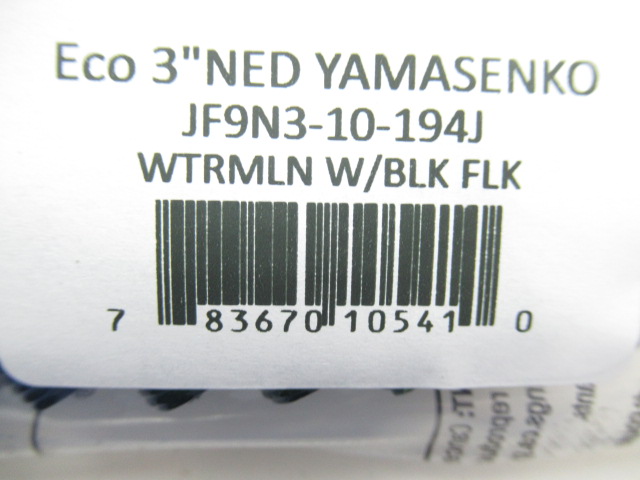 Eco 3"NED YAMASENKO
JF9N3-10-194J
WTRMLN W/BLK FLK
7 83670 10541 0